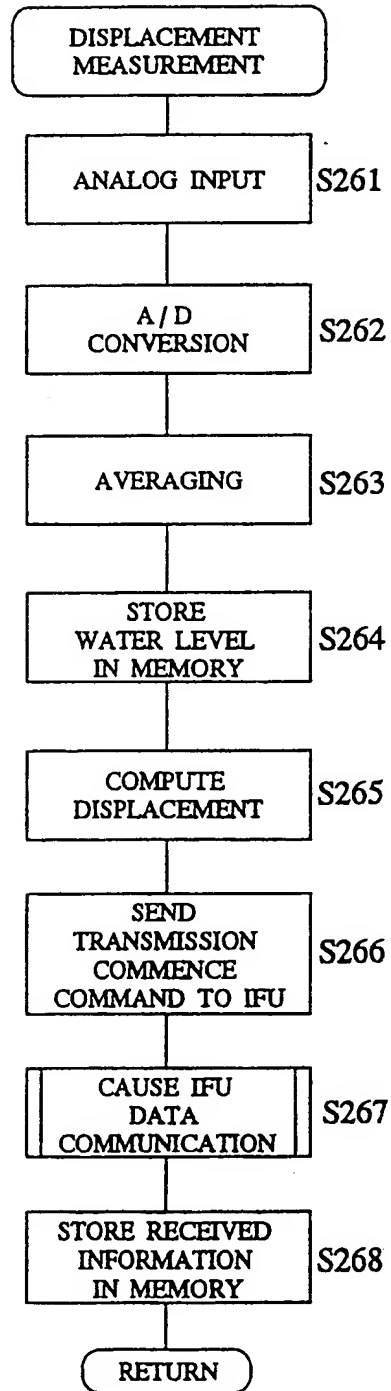 DISPLACEMENT
MEASUREMENT
ANALOG INPUT
S261
A/D
CONVERSION
S262
AVERAGING
S263
STORE
WATER LEVEL
IN MEMORY
S264
COMPUTE
DISPLACEMENT
S265
SEND
TRANSMISSION
COMMENCE
COMMAND TO IFU
S266
CAUSE IFU
DATA
COMMUNICATION
S267
STORE RECEIVED
INFORMATION
IN MEMORY
S268
RETURN